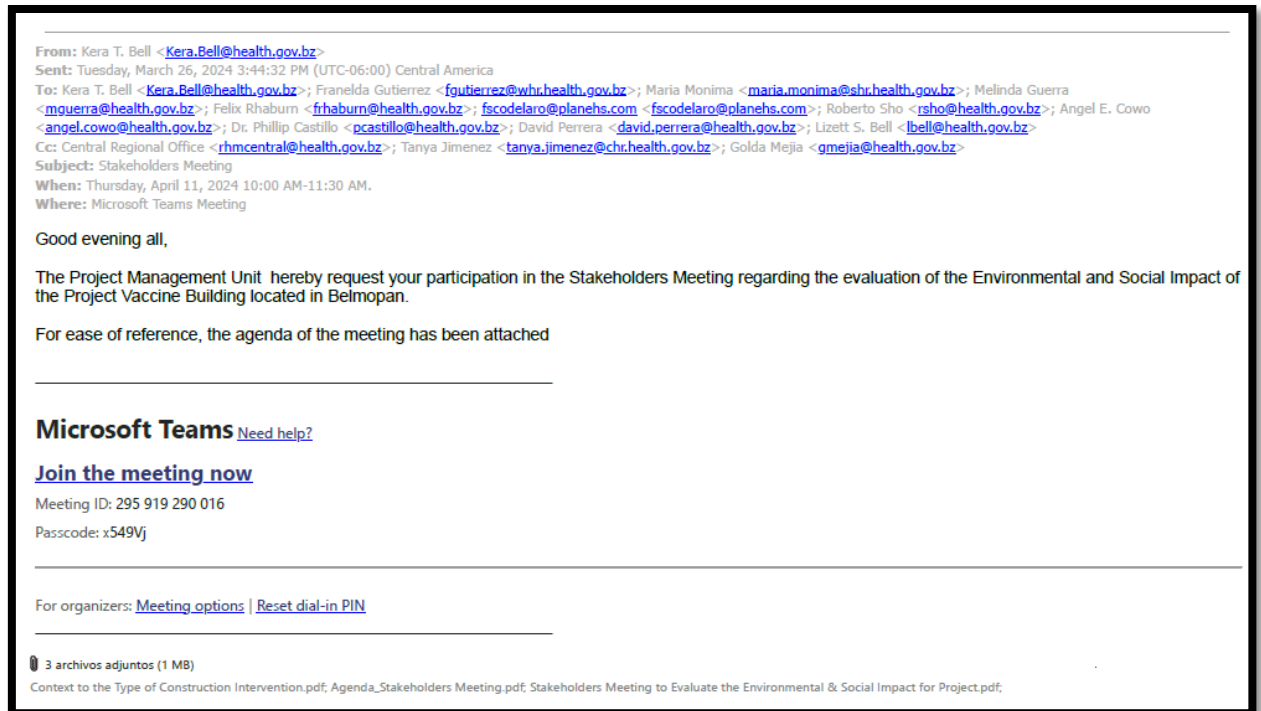 From: Kera T. Bell <Kera.Bell@health.gov.bz>
Sent: Tuesday, March 26, 2024 3:44:32 PM (UTC-06:00) Central America
To: Kera T. Bell <Kera.Bell@health.gov.bz>; Franelda Gutierrez <fgutierrez@whr.health.gov.bz>; Maria Monima <maria.monima@shr.health.gov.bz>; Melinda Guerra
<mguerra@health.gov.bz>; Felix Rhaburn <frhaburn@health.gov.bz>; fscodelaro@planehs.com <fscodelaro@planehs.com>; Roberto Sho <rsho@health.gov.bz>; Angel E. Cowo
<angel.cowo@health.gov.bz>; Dr. Phillip Castillo <pcastillo@health.gov.bz>; David Perrera <david.perrera@health.gov.bz>; Lizett S. Bell <lbell@health.gov.bz>
Cc: Central Regional Office <rhmcentral@health.gov.bz>; Tanya Jimenez <tanya.jimenez@chr.health.gov.bz>; Golda Mejia <gmejia@health.gov.bz>
Subject: Stakeholders Meeting
When: Thursday, April 11, 2024 10:00 AM-11:30 AM.
Where: Microsoft Teams Meeting
Good evening all,
The Project Management Unit hereby request your participation in the Stakeholders Meeting regarding the evaluation of the Environmental and Social Impact of
the Project Vaccine Building located in Belmopan.
For ease of reference, the agenda of the meeting has been attached
Microsoft Teams Need help?
Join the meeting now
Meeting ID: 295 919 290 016
Passcode: x549Vj
For organizers: Meeting options | Reset dial-in PIN
3 archivos adjuntos (1 MB)
Context to the Type of Construction Intervention.pdf; Agenda_Stakeholders Meeting.pdf; Stakeholders Meeting to Evaluate the Environmental & Social Impact for Project.pdf;